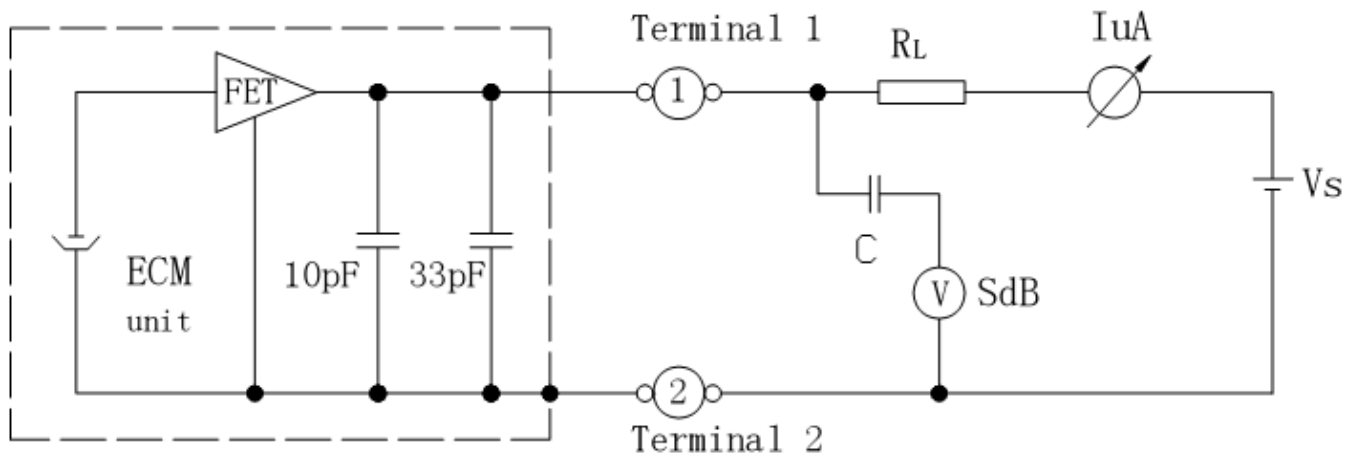 Terminal 1
IuA
RL
FET
1
Vs
ECM
unit
10pF
33pF
C
V
SdB
2
Terminal 2